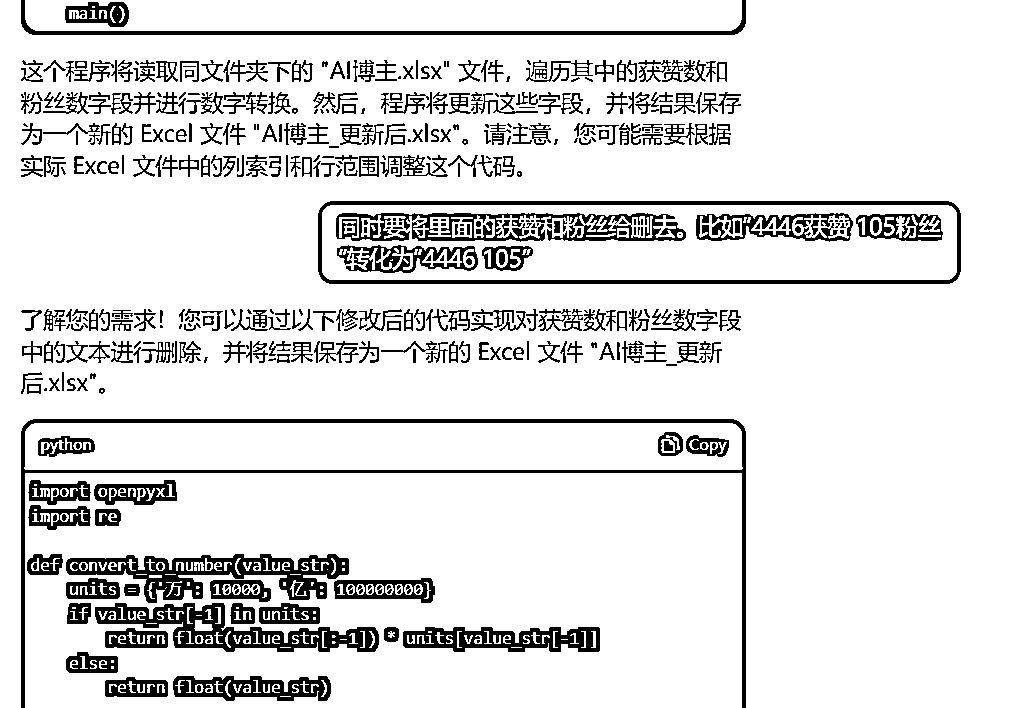 main()
这个程序将读取同文件夹下的 "AI博主.xlsx" 文件，遍历其中的获赞数和
粉丝数字段并进行数字转换。然后，程序将更新这些字段，并将结果保存
为一个新的 Excel 文件 "AI博主_更新后.xlsx"。请注意，您可能需要根据
实际 Excel 文件中的列索引和行范围调整这个代码。
同时要将里面的获赞和粉丝给删去。比如“4446获赞 105粉丝
”转化为“4446 105”
了解您的需求！您可以通过以下修改后的代码实现对获赞数和粉丝数字段
中的文本进行删除，并将结果保存为一个新的 Excel 文件 "AI博主_更新
后.xlsx"。
python Copy
import openpyxl
import re
def convert_to_number(value_str):
    units = {'万': 10000, '亿': 100000000}
    if value_str[-1] in units:
        return float(value_str[:-1]) * units[value_str[-1]]
    else:
        return float(value_str)